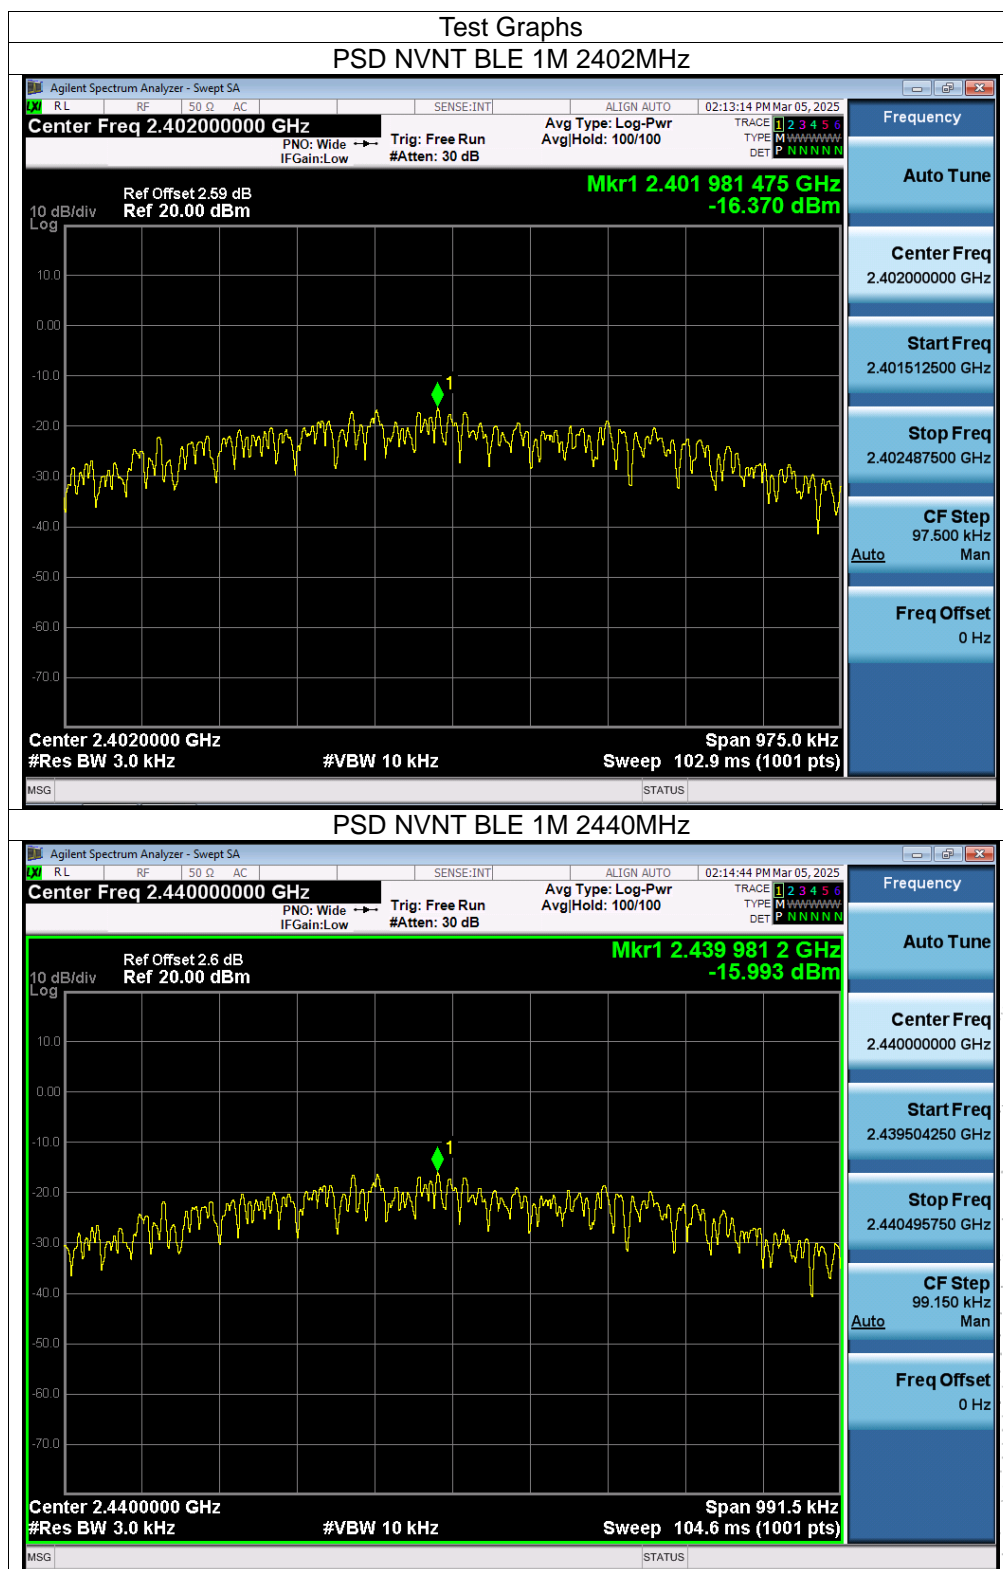 Test Graphs
PSD NVNT BLE 1M 2402MHz
Agilent Spectrum Analyzer - Swept SA
LXI RL RF 50 Ω AC SENSE:INT ALIGN AUTO 02:13:14 PM Mar 05, 2025
Center Freq 2.402000000 GHz
PNO: Wide
IFGain:Low
Trig: Free Run
#Atten: 30 dB
Avg Type: Log-Pwr
Avg|Hold: 100/100
TRACE 1 2 3 4 5 6
TYPE M WWWWW
DET P N N N N N
Frequency
Mkr1 2.401 981 475 GHz
-16.370 dBm
Ref Offset 2.59 dB
10 dB/div Ref 20.00 dBm
Log
10.0
0.00
-10.0
-20.0
-30.0
-40.0
-50.0
-60.0
-70.0
1
Center 2.4020000 GHz Span 975.0 kHz
#Res BW 3.0 kHz #VBW 10 kHz Sweep 102.9 ms (1001 pts)
Auto Tune
Center Freq
2.402000000 GHz
Start Freq
2.401512500 GHz
Stop Freq
2.402487500 GHz
CF Step
97.500 kHz
Auto Man
Freq Offset
0 Hz
MSG STATUS
PSD NVNT BLE 1M 2440MHz
Agilent Spectrum Analyzer - Swept SA
LXI RL RF 50 Ω AC SENSE:INT ALIGN AUTO 02:14:44 PM Mar 05, 2025
Center Freq 2.440000000 GHz
PNO: Wide
IFGain:Low
Trig: Free Run
#Atten: 30 dB
Avg Type: Log-Pwr
Avg|Hold: 100/100
TRACE 1 2 3 4 5 6
TYPE M WWWWW
DET P N N N N N
Frequency
Mkr1 2.439 981 2 GHz
-15.993 dBm
Ref Offset 2.6 dB
10 dB/div Ref 20.00 dBm
Log
10.0
0.00
-10.0
-20.0
-30.0
-40.0
-50.0
-60.0
-70.0
1
Center 2.4400000 GHz Span 991.5 kHz
#Res BW 3.0 kHz #VBW 10 kHz Sweep 104.6 ms (1001 pts)
Auto Tune
Center Freq
2.440000000 GHz
Start Freq
2.439504250 GHz
Stop Freq
2.440495750 GHz
CF Step
99.150 kHz
Auto Man
Freq Offset
0 Hz
MSG STATUS